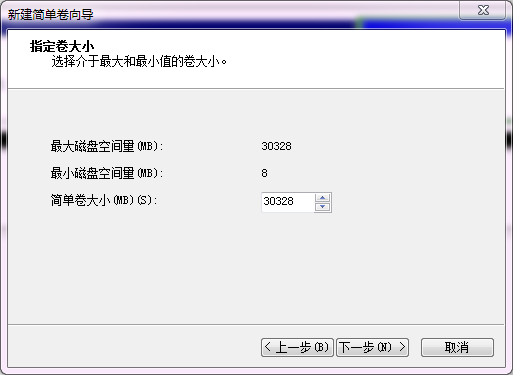 新建简单卷向导
指定卷大小
选择介于最大和最小值的卷大小。
最大磁盘空间量(MB): 30328
最小磁盘空间量(MB): 8
简单卷大小(MB)(S): 30328
< 上一步(B) 下一步(N) > 取消